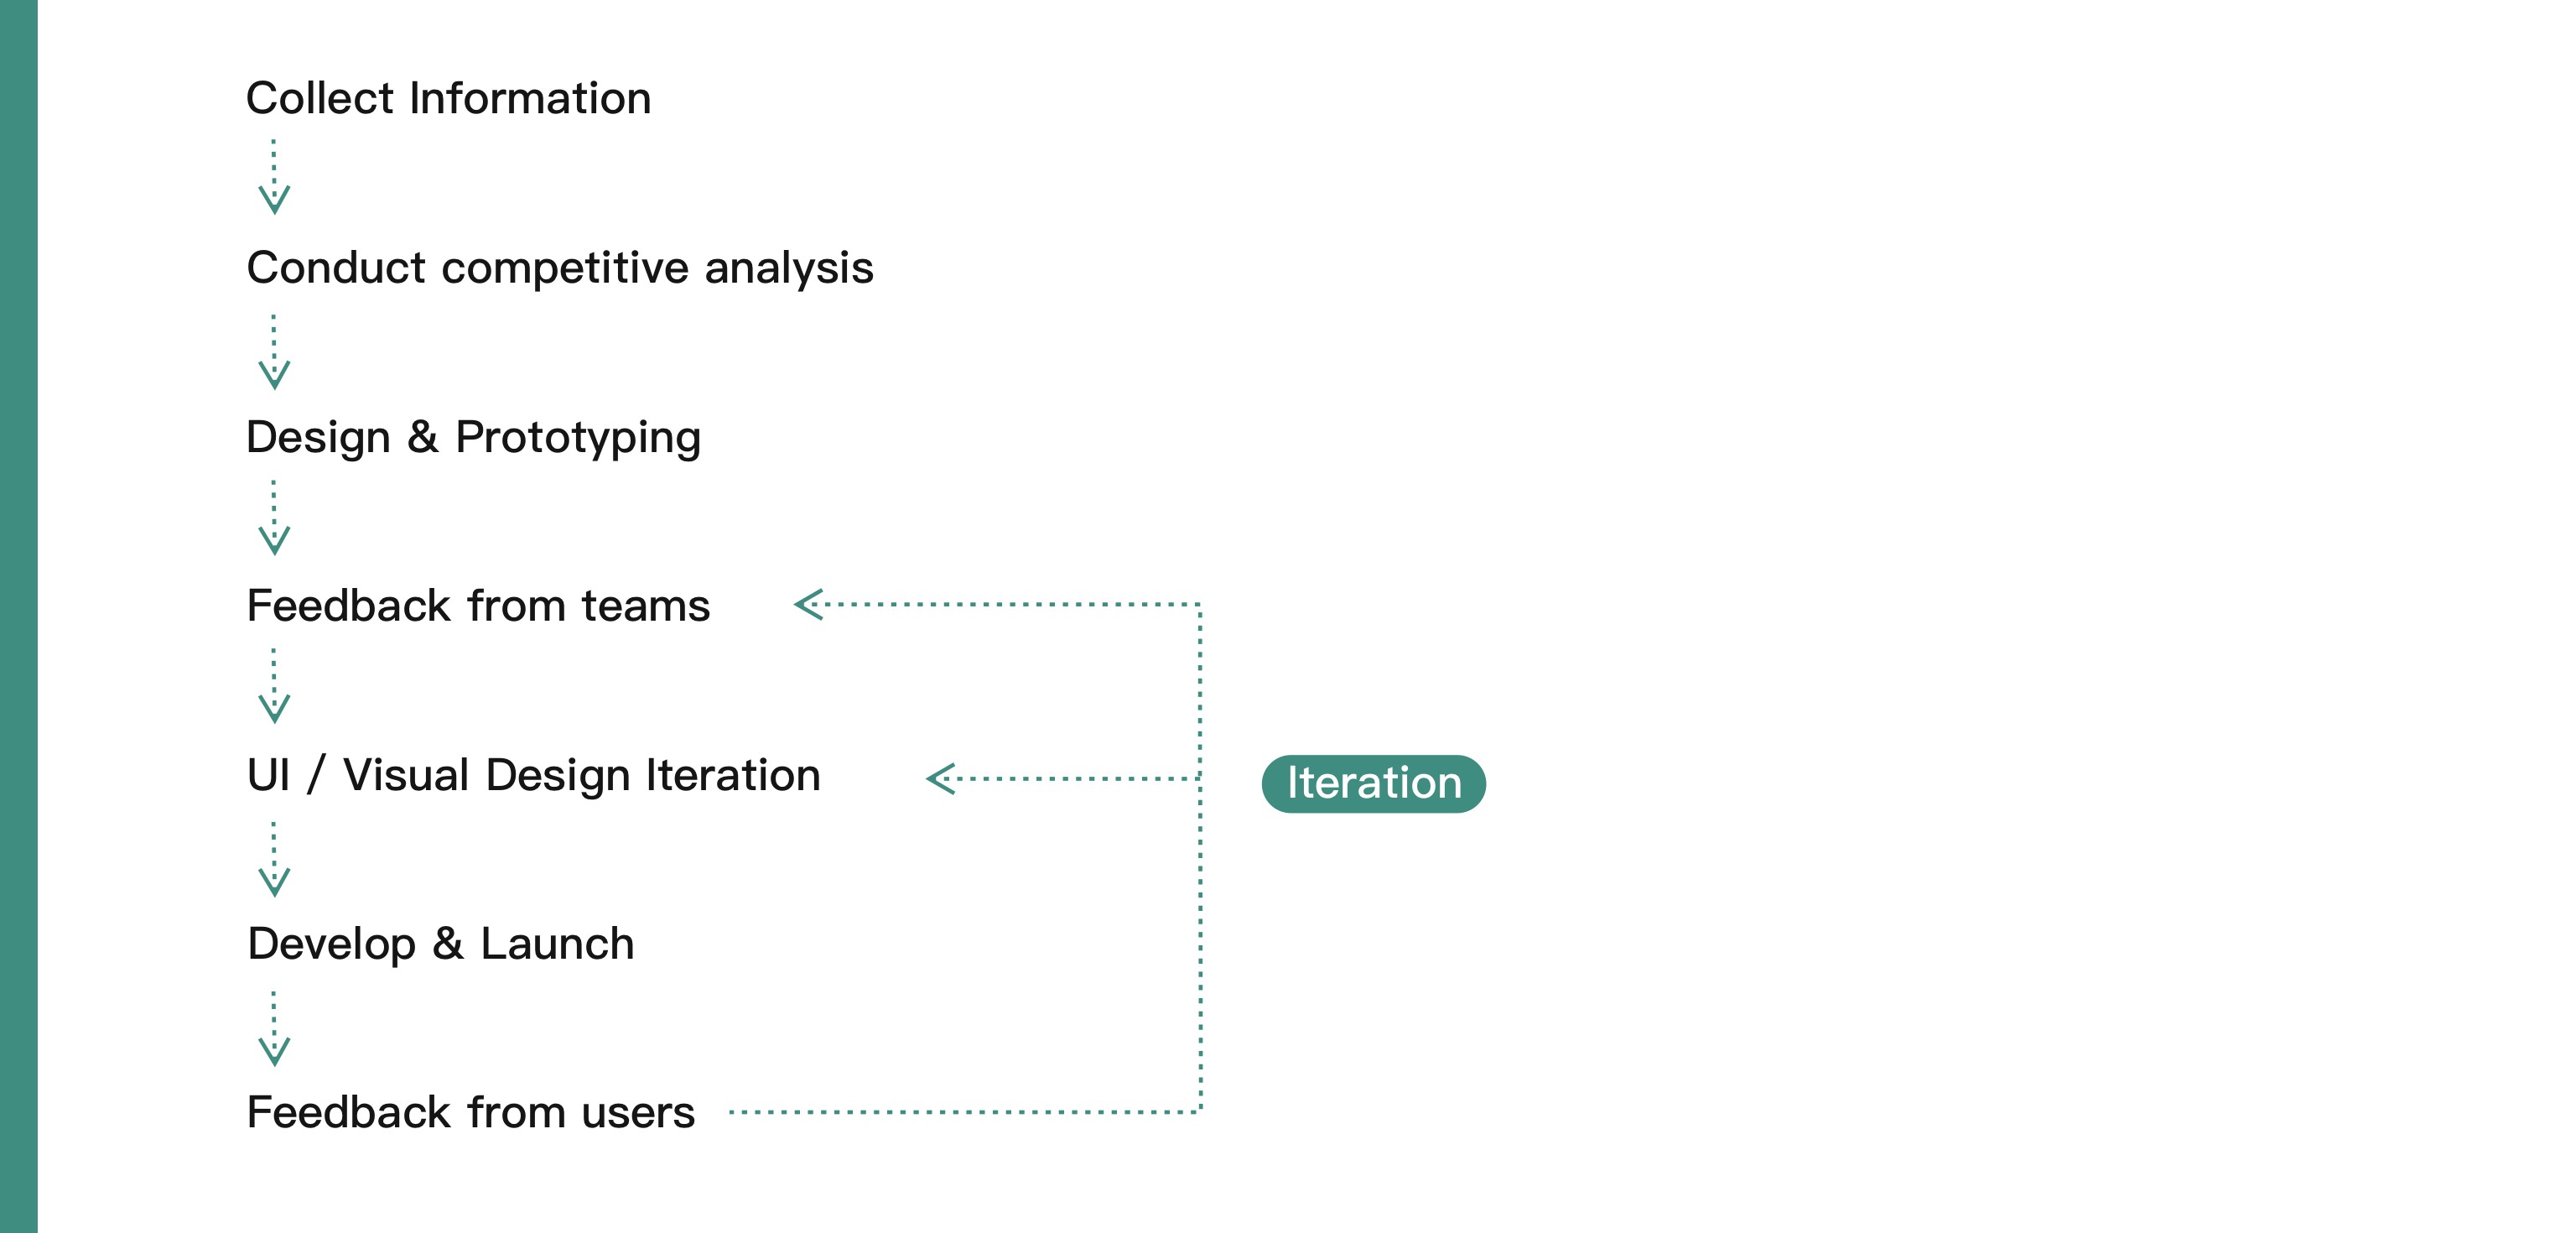 Collect Information
Conduct competitive analysis
Design & Prototyping
Feedback from teams
UI / Visual Design Iteration
Iteration
Develop & Launch
Feedback from users